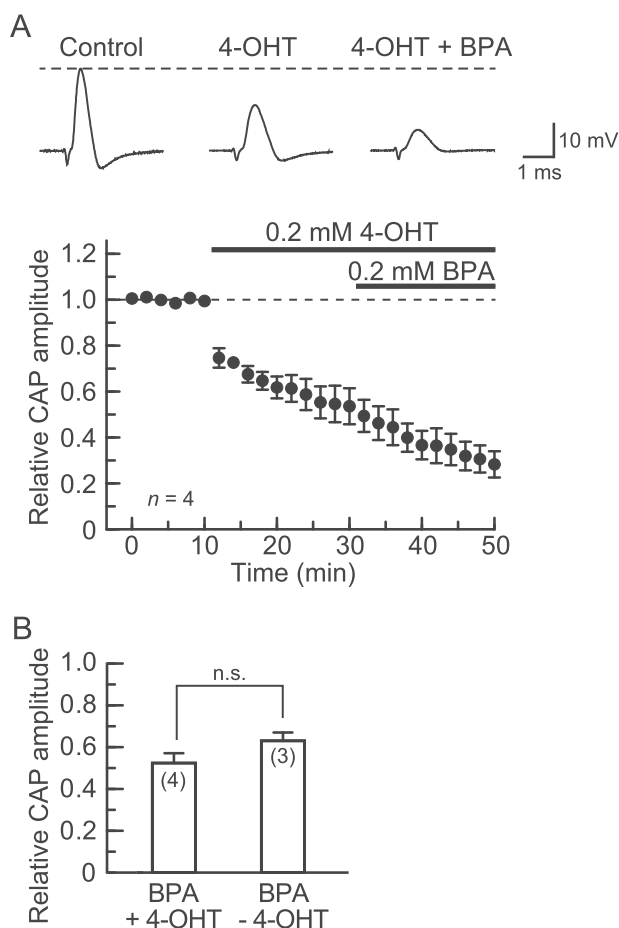 A
Control 4-OHT 4-OHT + BPA
10 mV
1 ms
0.2 mM 4-OHT
0.2 mM BPA
Relative CAP amplitude
1.2
1.0
0.8
0.6
0.4
0.2
0
n = 4
0 10 20 30 40 50
Time (min)
B
Relative CAP amplitude
1.0
0.8
0.6
0.4
0.2
0
n.s.
(4) (3)
BPA BPA
+ 4-OHT - 4-OHT